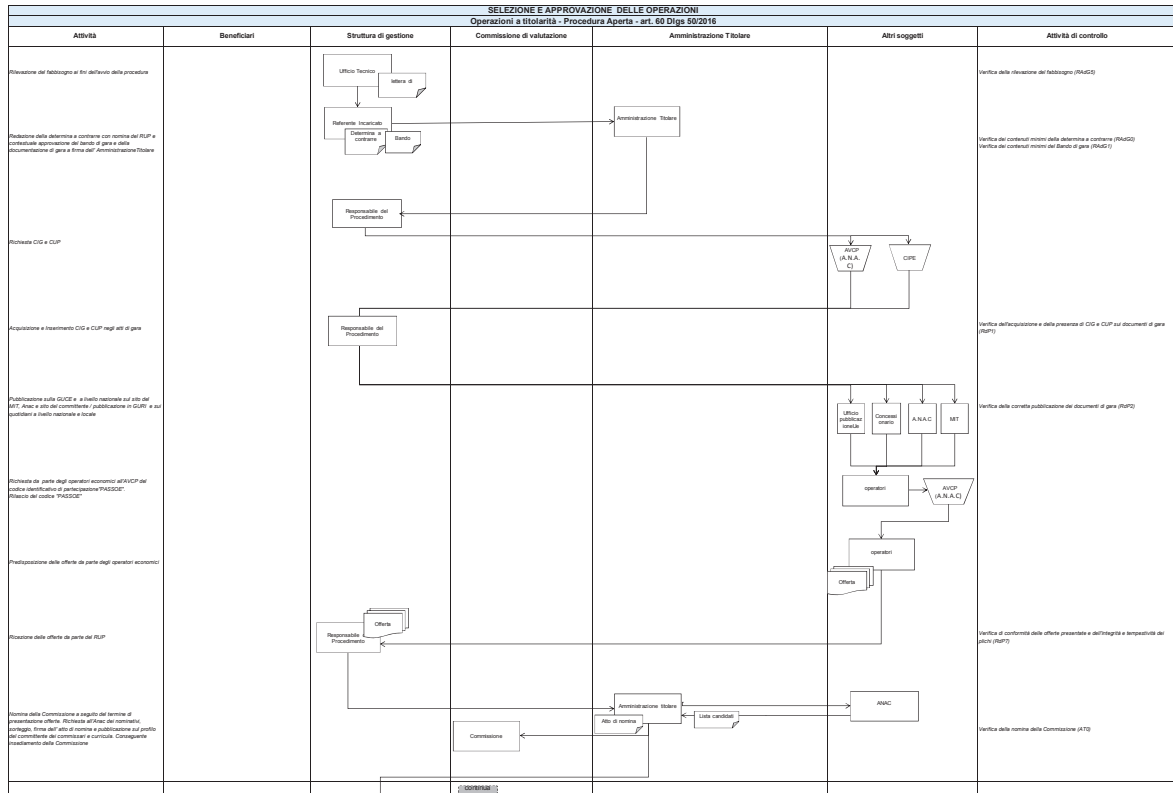 SELEZIONE E APPROVAZIONE DELLE OPERAZIONI
Operazioni a titolarità - Procedura Aperta - art. 60 Dlgs 50/2016
Attività
Beneficiari
Struttura di gestione
Commissione di valutazione
Amministrazione Titolare
Altri soggetti
Attività di controllo
Rilevazione del fabbisogno ai fini dell'avvio della procedura
Ufficio Tecnico
lettera di
Verifica della rilevazione del fabbisogno (RAdG5)
Redazione della determina a contrarre con nomina del RUP e
contestuale approvazione del bando di gara e della
documentazione di gara a firma dell' AmministrazioneTitolare
Referente Incaricato
Determina a
contrarre
Bando
Amministrazione Titolare
Verifica dei contenuti minimi della determina a contrarre (RAdG0)
Verifica dei contenuti minimi del Bando di gara (RAdG1)
Responsabile del
Procedimento
Richiesta CIG e CUP
AVCP
(A.N.A.
C)
CIPE
Acquisizione e Inserimento CIG e CUP negli atti di gara
Responsabile del
Procedimento
Verifica dell'acquisizione e della presenza di CIG e CUP sui documenti di gara
(RdP1)
Pubblicazione sulla GUCE e a livello nazionale sul sito del
MIT, Anac e sito del committente / pubblicazione in GURI e sui
quotidiani a livello nazionale e locale
Ufficio
pubblicaz
ioneUe
Concessi
onario
A.N.A.C
MIT
Verifica della corretta pubblicazione dei documenti di gara (RdP2)
Richiesta da parte degli operatori economici all'AVCP del
codice identificativo di partecipazione"PASSOE".
Rilascio del codice "PASSOE"
operatori
AVCP
(A.N.A.C)
Predisposizione delle offerte da parte degli operatori economici
operatori
Offerta
Ricezione delle offerte da parte del RUP
Offerta
Responsabile
Procedimento
Verifica di conformità delle offerte presentate e dell'integrità e tempestività dei
plichi (RdP7)
Nomina della Commissione a seguito del termine di
presentazione offerte. Richiesta all'Anac dei nominativi,
sorteggio, firma dell' atto di nomina e pubblicazione sul profilo
del committente dei commissari e curricula. Conseguente
insediamento della Commissione
Commissione
Amministrazione titolare
Atto di nomina
Lista candidati
ANAC
Verifica della nomina della Commissione (AT0)
continua